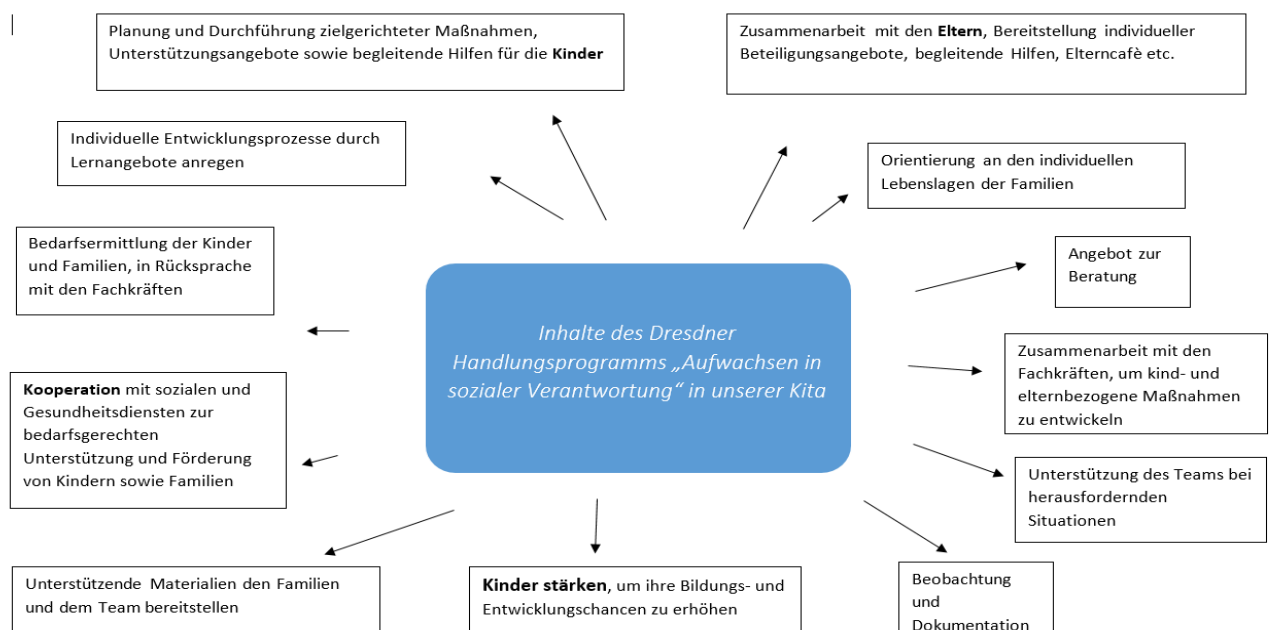 Planung und Durchführung zielgerichteter Maßnahmen,
Unterstützungsangebote sowie begleitende Hilfen für die Kinder
Zusammenarbeit mit den Eltern, Bereitstellung individueller
Beteiligungsangebote, begleitende Hilfen, Elterncafè etc.
Individuelle Entwicklungsprozesse durch
Lernangebote anregen
Orientierung an den individuellen
Lebenslagen der Familien
Bedarfsermittlung der Kinder
und Familien, in Rücksprache
mit den Fachkräften
Angebot zur
Beratung
Inhalte des Dresdner
Handlungsprogramms „Aufwachsen in
sozialer Verantwortung“ in unserer Kita
Zusammenarbeit mit den
Fachkräften, um kind- und
elternbezogene Maßnahmen
zu entwickeln
Kooperation mit sozialen und
Gesundheitsdiensten zur
bedarfsgerechten
Unterstützung und Förderung
von Kindern sowie Familien
Unterstützung des Teams bei
herausfordernden
Situationen
Unterstützende Materialien den Familien
und dem Team bereitstellen
Kinder stärken, um ihre Bildungs- und
Entwicklungschancen zu erhöhen
Beobachtung
und
Dokumentation